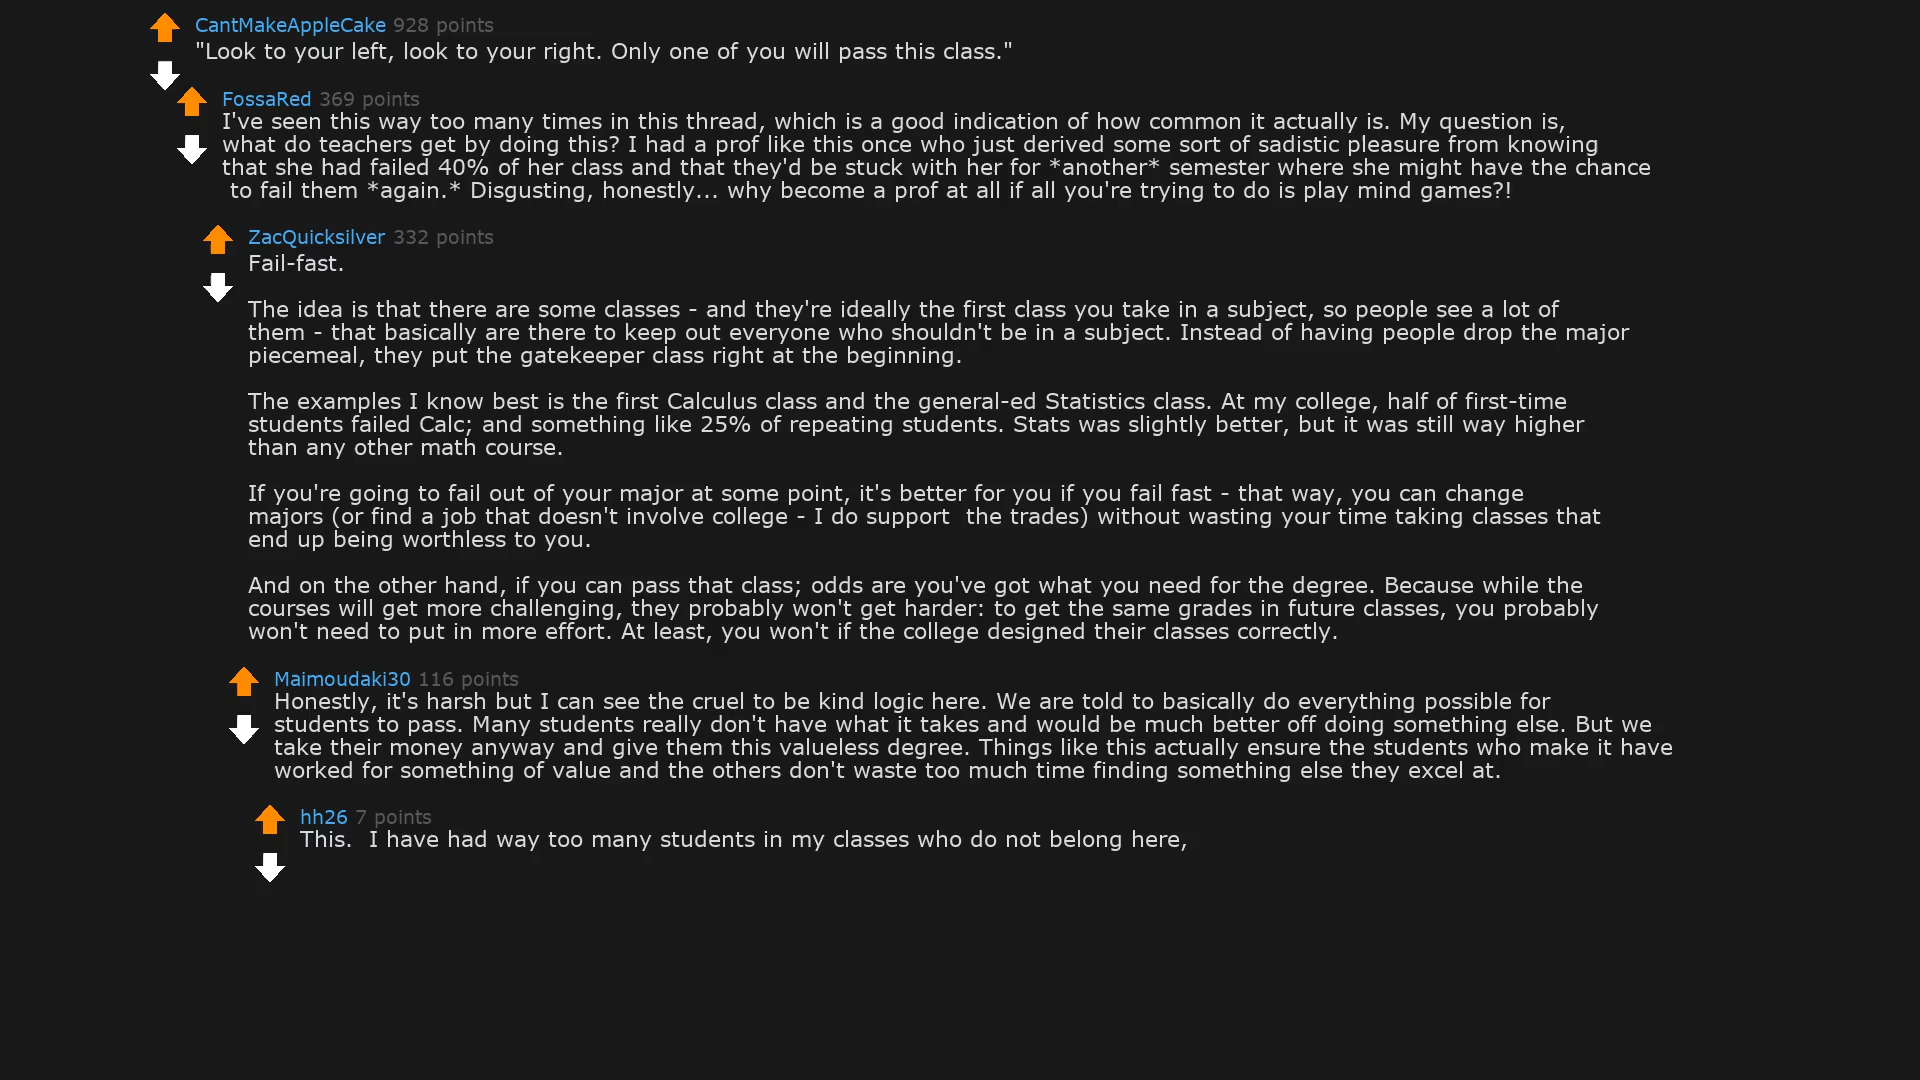 CantMakeAppleCake 928 points
"Look to your left, look to your right. Only one of you will pass this class."
FossaRed 369 points
I've seen this way too many times in this thread, which is a good indication of how common it actually is. My question is,
what do teachers get by doing this? I had a prof like this once who just derived some sort of sadistic pleasure from knowing
that she had failed 40% of her class and that they'd be stuck with her for *another* semester where she might have the chance
to fail them *again.* Disgusting, honestly... why become a prof at all if all you're trying to do is play mind games?!
ZacQuicksilver 332 points
Fail-fast.
The idea is that there are some classes - and they're ideally the first class you take in a subject, so people see a lot of
them - that basically are there to keep out everyone who shouldn't be in a subject. Instead of having people drop the major
piecemeal, they put the gatekeeper class right at the beginning.
The examples I know best is the first Calculus class and the general-ed Statistics class. At my college, half of first-time
students failed Calc; and something like 25% of repeating students. Stats was slightly better, but it was still way higher
than any other math course.
If you're going to fail out of your major at some point, it's better for you if you fail fast - that way, you can change
majors (or find a job that doesn't involve college - I do support  the trades) without wasting your time taking classes that
end up being worthless to you.
And on the other hand, if you can pass that class; odds are you've got what you need for the degree. Because while the
courses will get more challenging, they probably won't get harder: to get the same grades in future classes, you probably
won't need to put in more effort. At least, you won't if the college designed their classes correctly.
Maimoudaki30 116 points
Honestly, it's harsh but I can see the cruel to be kind logic here. We are told to basically do everything possible for
students to pass. Many students really don't have what it takes and would be much better off doing something else. But we
take their money anyway and give them this valueless degree. Things like this actually ensure the students who make it have
worked for something of value and the others don't waste too much time finding something else they excel at.
hh26 7 points
This.  I have had way too many students in my classes who do not belong here,